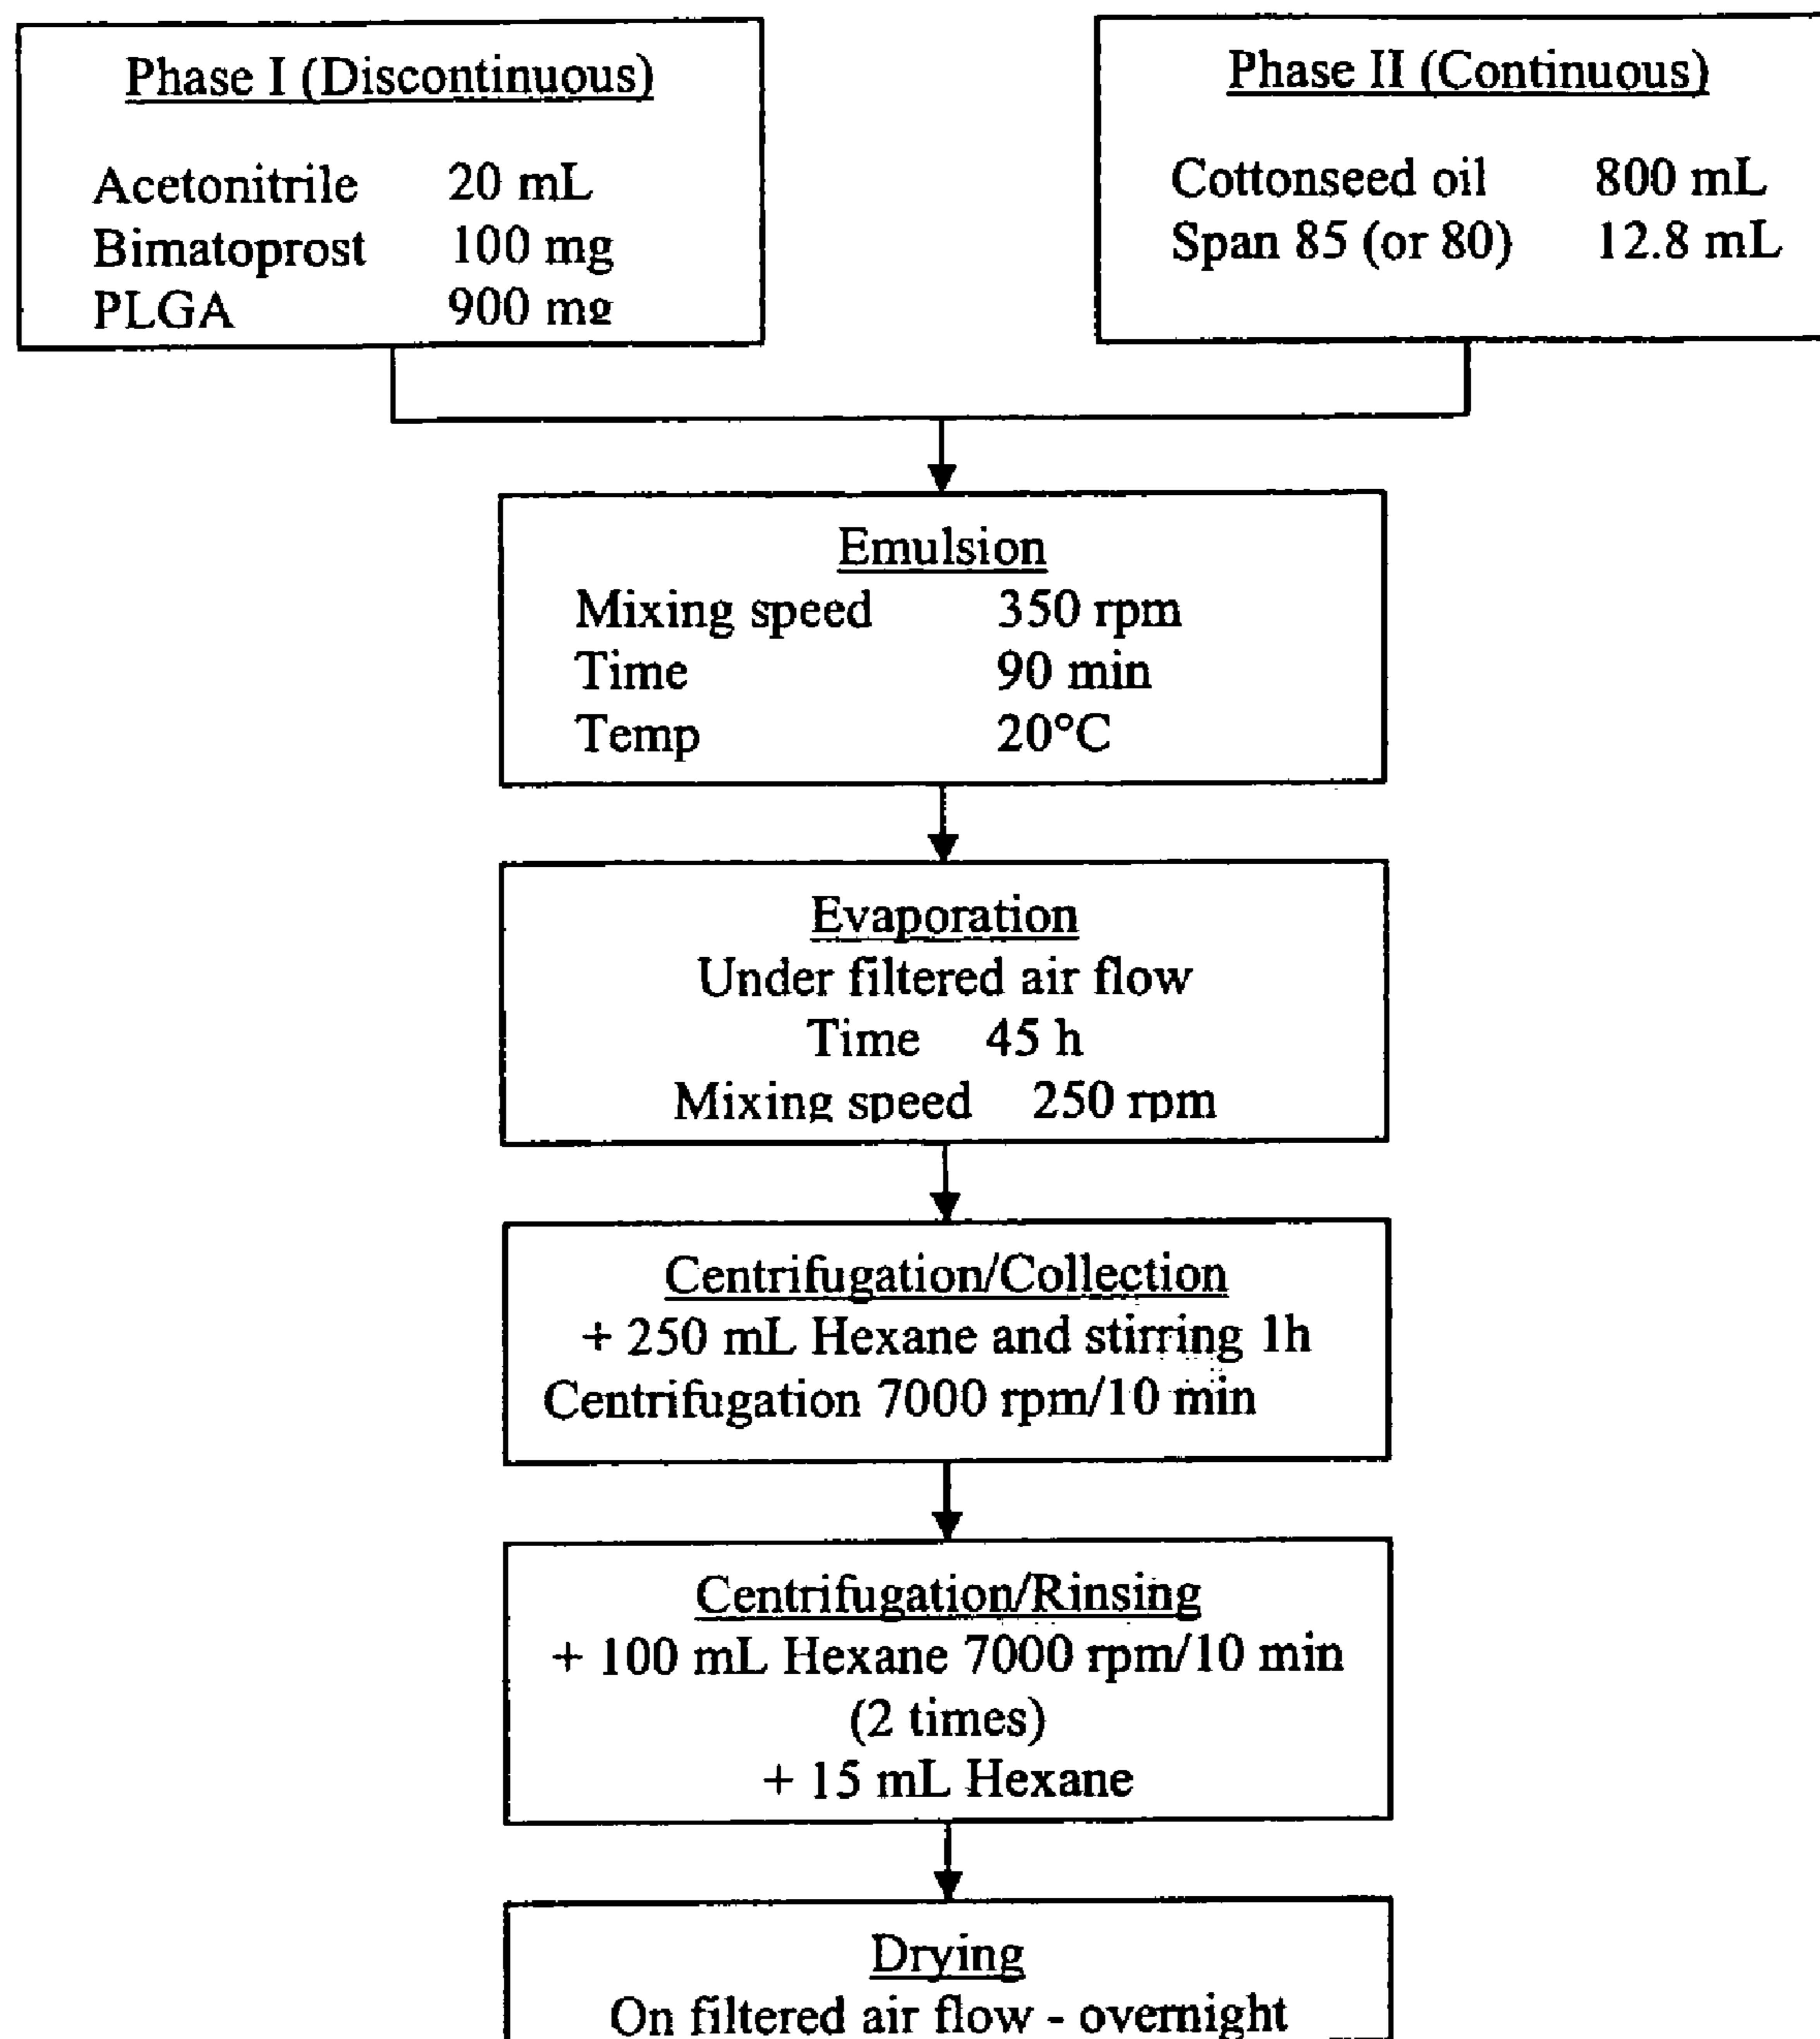 Phase I (Discontinuous)
Acetonitrile 20 mL
Bimatoprost 100 mg
PLGA 900 mg
Phase II (Continuous)
Cottonseed oil 800 mL
Span 85 (or 80) 12.8 mL
Emulsion
Mixing speed 350 rpm
Time 90 min
Temp 20°C
Evaporation
Under filtered air flow
Time 45 h
Mixing speed 250 rpm
Centrifugation/Collection
+ 250 mL Hexane and stirring 1h
Centrifugation 7000 rpm/10 min
Centrifugation/Rinsing
+ 100 mL Hexane 7000 rpm/10 min
(2 times)
+ 15 mL Hexane
Drying
On filtered air flow - overnight